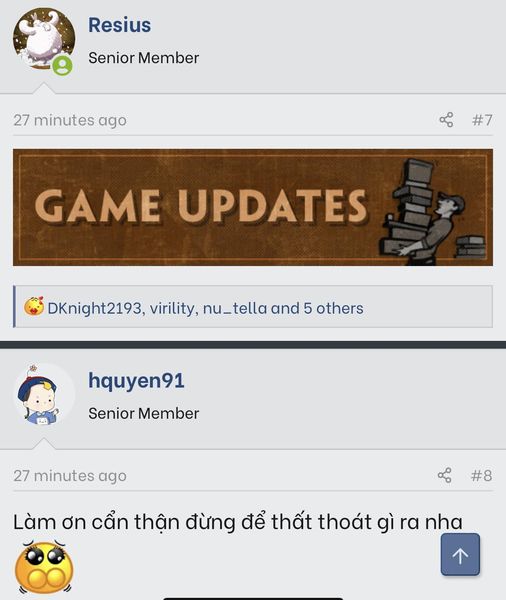 Resius
Senior Member
27 minutes ago #7
GAME UPDATES
DKnight2193, virility, nu_tella and 5 others
hquyen91
Senior Member
27 minutes ago #8
Làm ơn cẩn thận đừng để thất thoát gì ra nha